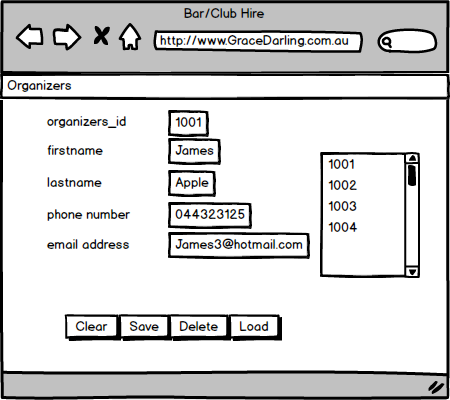 Bar/Club Hire
http://www.GraceDarling.com.au
Organizers
organizers_id 1001
firstname James
lastname Apple
phone number 044323125
email address James3@hotmail.com
1001
1002
1003
1004
Clear Save Delete Load